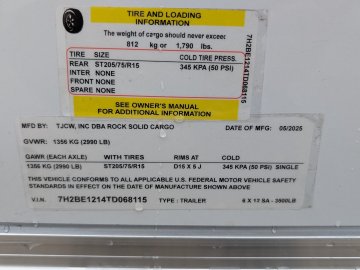 TIRE AND LOADING
INFORMATION
The weight of cargo should never exceed
812 kg or 1,790 lbs.
TIRE SIZE COLD TIRE PRESSURE
REAR ST205/75/R15 345 KPA (50 PSI)
INTER NONE
FRONT NONE
SPARE NONE
SEE OWNER'S MANUAL
FOR ADDITIONAL INFORMATION
7H2BE1214TD068115
MFG. BY: TJCW, INC DBA ROCK SOLID CARGO DATE OF MFG: 05/2025
GVWR: 1356 KG (2990 LB)
GAWR (EACH AXLE) WITH TIRES RIMS AT COLD
1356 KG (2990 LB) ST205/75/R15 D15 X 5 J 345 KPA (50 PSI) SINGLE
THIS VEHICLE CONFORMS TO ALL APPLICABLE U.S. FEDERAL MOTOR VEHICLE SAFETY
STANDARDS IN EFFECT ON THE DATE OF MANUFACTURE SHOWN ABOVE
V.I.N. 7H2BE1214TD068115 TYPE: TRAILER 6 X 12 SA - 3500LB